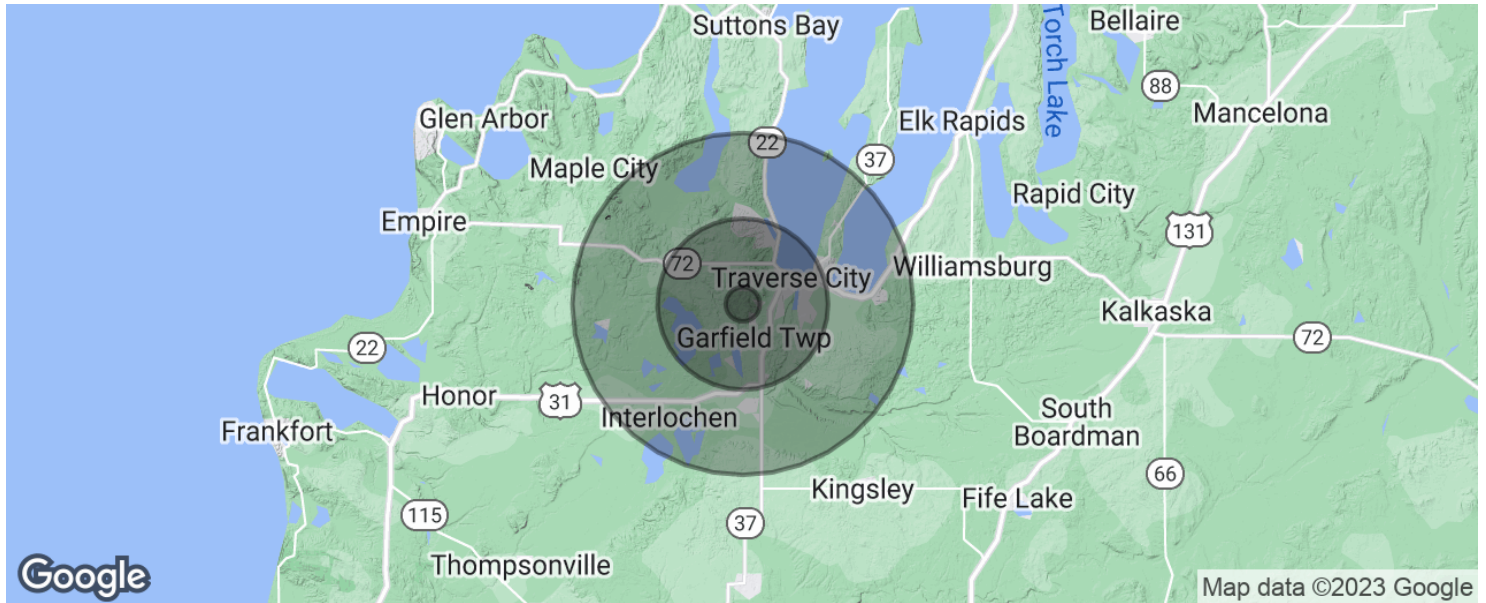 Suttons Bay
Bellaire
Torch Lake
88
Glen Arbor
Elk Rapids
Mancelona
22
37
Maple City
Rapid City
Empire
131
72
Traverse City
Williamsburg
Kalkaska
Garfield Twp
72
22
Honor
31
Interlochen
South
Boardman
Frankfort
66
Kingsley
Fife Lake
115
37
Thompsonville
Google
Map data ©2023 Google